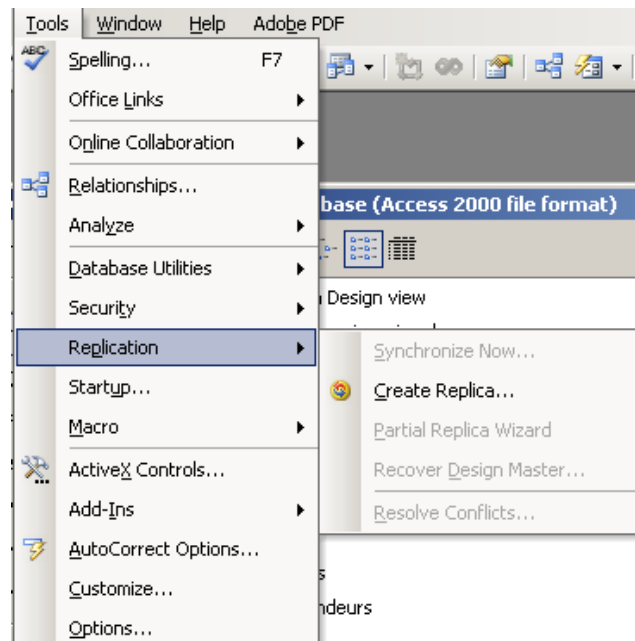 Tools Window Help Adobe PDF
ABC Spelling... F7
Office Links
Online Collaboration
Relationships...
base (Access 2000 file format)
Analyze
Database Utilities
Design view
Security
Replication
Synchronize Now...
Startup...
Create Replica...
Macro
Partial Replica Wizard
ActiveX Controls...
Recover Design Master...
Add-Ins
Resolve Conflicts...
AutoCorrect Options...
s
Customize...
ndeurs
Options...